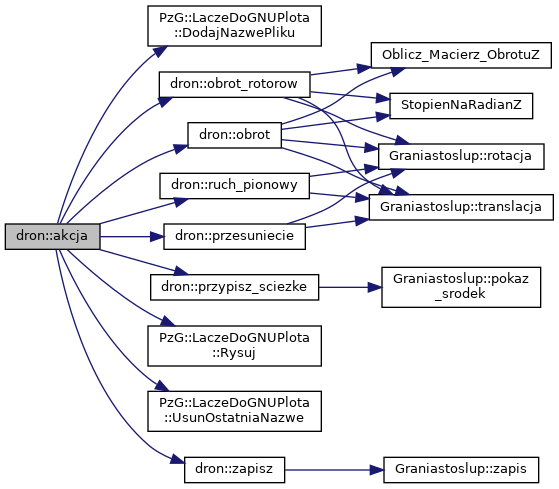 PzG::LaczeDoGNUPlota
::DodajNazwePliku
Oblicz_Macierz_ObrotuZ
dron::obrot_rotorow
StopienNaRadianZ
dron::obrot
Graniastoslup::rotacja
dron::ruch_pionowy
Graniastoslup::translacja
dron::akcja
dron::przesuniecie
dron::przypisz_sciezke
Graniastoslup::pokaz
_srodek
PzG::LaczeDoGNUPlota
::Rysuj
PzG::LaczeDoGNUPlota
::UsunOstatniaNazwe
dron::zapisz
Graniastoslup::zapis